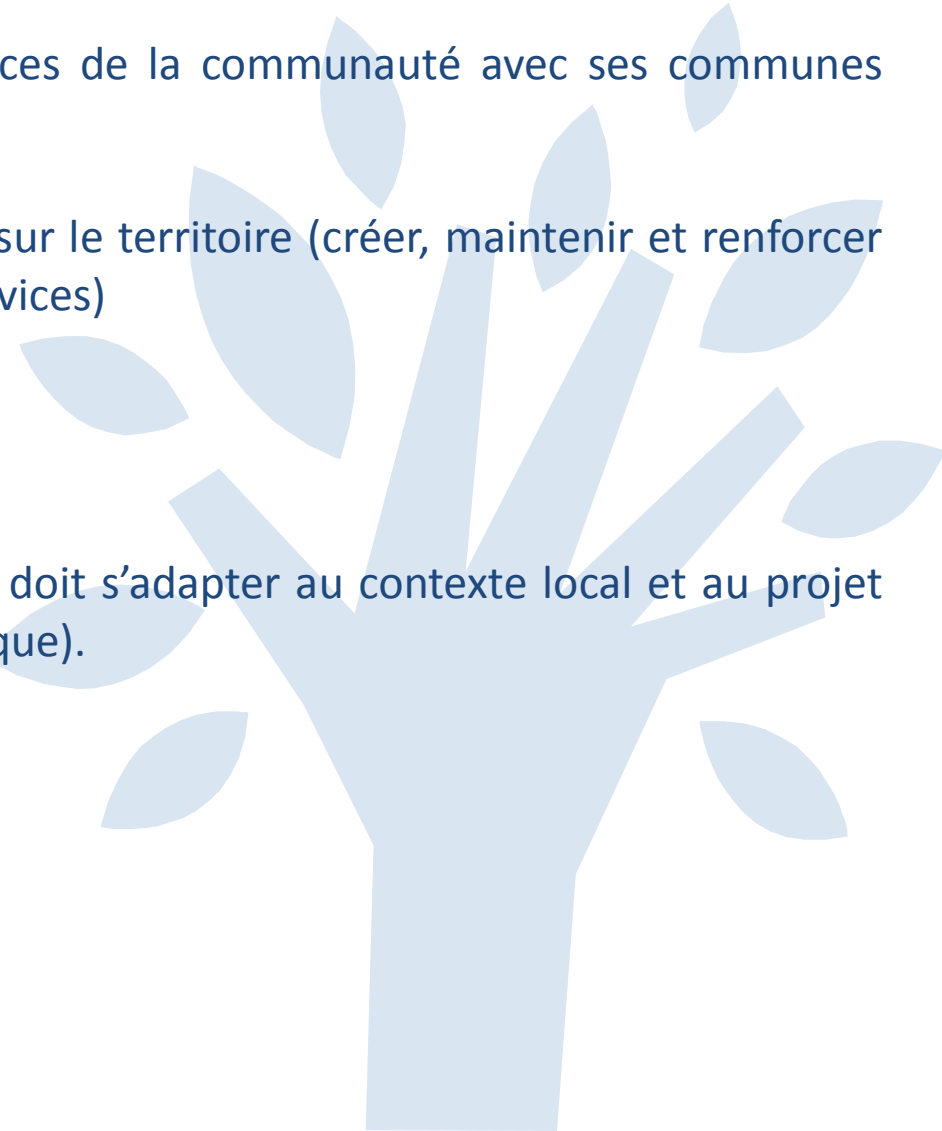 ces de la communauté avec ses communes
sur le territoire (créer, maintenir et renforcer
vices)
doit s’adapter au contexte local et au projet
que).